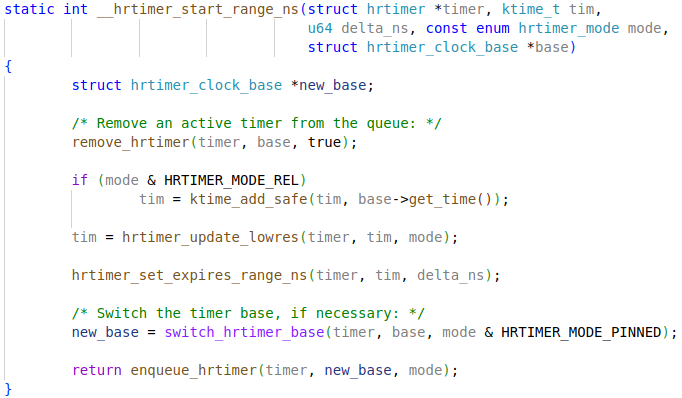 static int __hrtimer_start_range_ns(struct hrtimer *timer, ktime_t tim,
u64 delta_ns, const enum hrtimer_mode mode,
struct hrtimer_clock_base *base)
{
struct hrtimer_clock_base *new_base;
/* Remove an active timer from the queue: */
remove_hrtimer(timer, base, true);
if (mode & HRTIMER_MODE_REL)
tim = ktime_add_safe(tim, base->get_time());
tim = hrtimer_update_lowres(timer, tim, mode);
hrtimer_set_expires_range_ns(timer, tim, delta_ns);
/* Switch the timer base, if necessary: */
new_base = switch_hrtimer_base(timer, base, mode & HRTIMER_MODE_PINNED);
return enqueue_hrtimer(timer, new_base, mode);
}